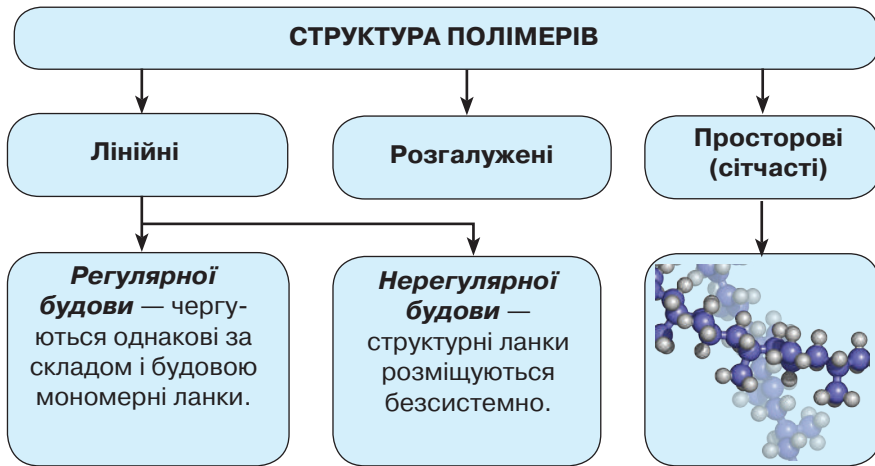 СТРУКТУРА ПОЛІМЕРІВ
Лінійні
Розгалужені
Просторові
(сітчасті)
Регулярної
будови — чергу-
ються однакові за
складом і будовою
мономерні ланки.
Нерегулярної
будови —
структурні ланки
розміщуються
безсистемно.